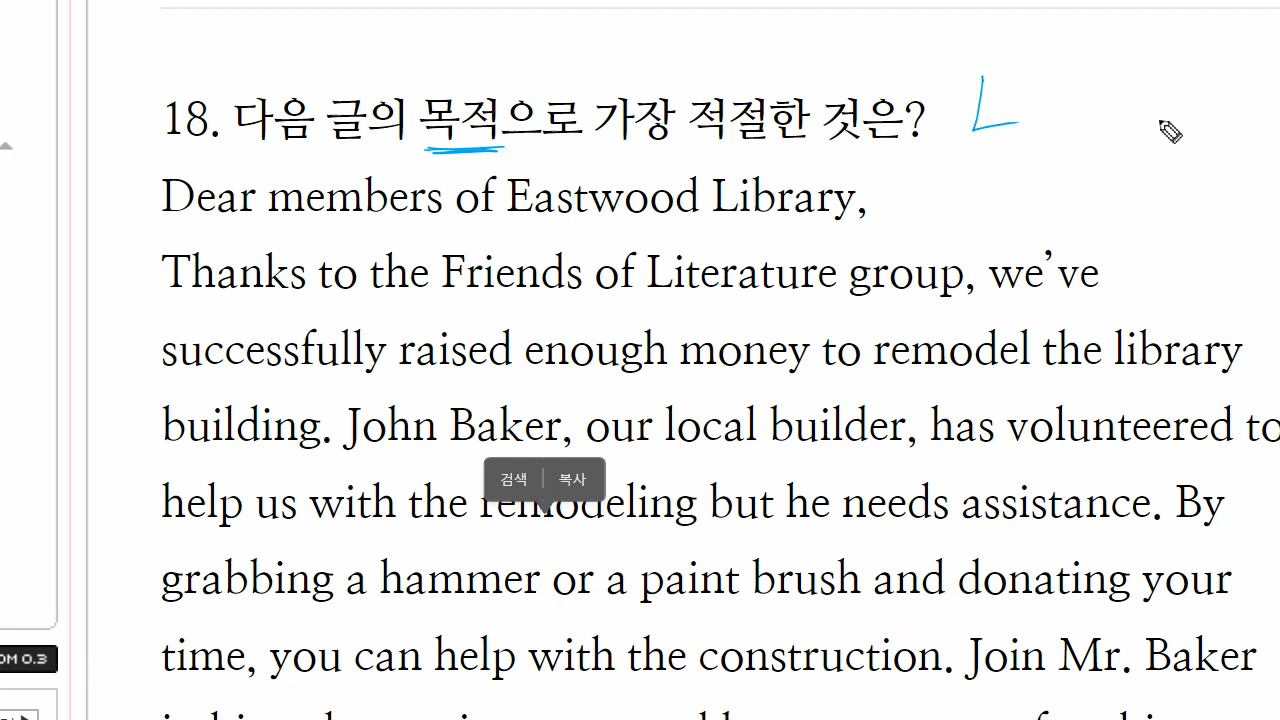 18. 다음 글의 목적으로 가장 적절한 것은?
Dear members of Eastwood Library,
Thanks to the Friends of Literature group, we’ve
successfully raised enough money to remodel the library
building. John Baker, our local builder, has volunteered to
검색 복사
help us with the remodeling but he needs assistance. By
grabbing a hammer or a paint brush and donating your
time, you can help with the construction. Join Mr. Baker
OM 0.3